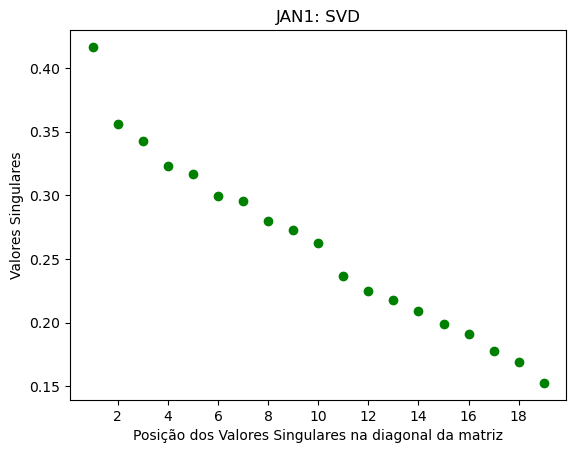 JAN1: SVD
Valores Singulares
0.40
0.35
0.30
0.25
0.20
0.15
2 4 6 8 10 12 14 16 18
Posição dos Valores Singulares na diagonal da matriz